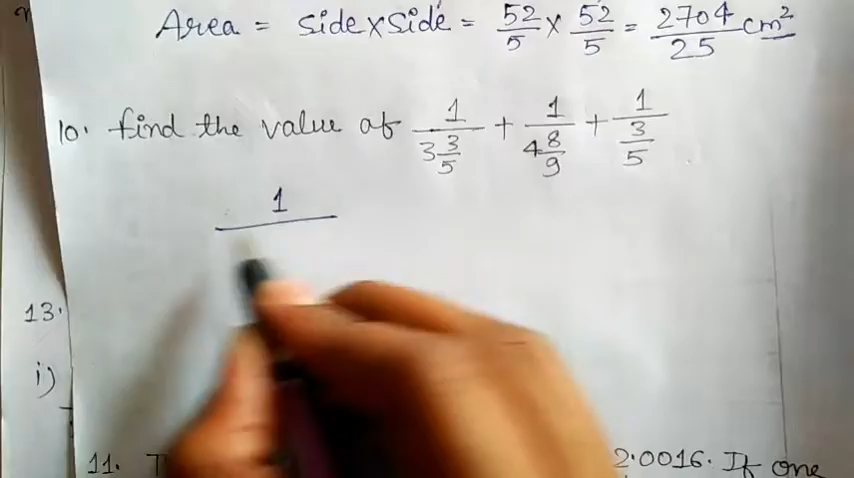 Area = side×side = 52/5 × 52/5 = 2704/25 cm²
10. find the value of 1/(3 3/5) + 1/(4 8/9) + 1/(3/5)
1
13.
i)
11. T 2.0016. If one